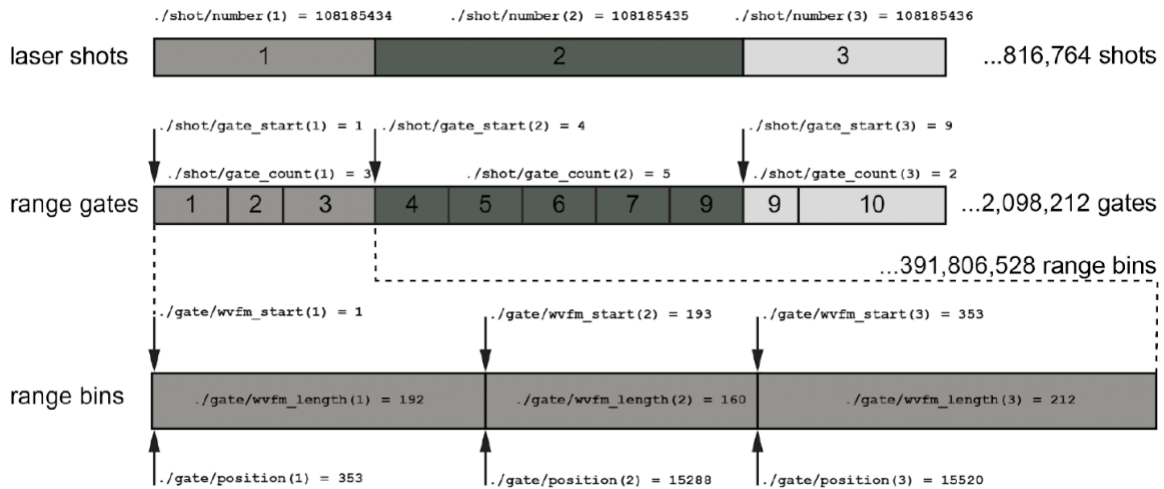 ./shot/number(1) = 108185434 ./shot/number(2) = 108185435 ./shot/number(3) = 108185436
laser shots 1 2 3 ...816,764 shots
./shot/gate_start(1) = 1 ./shot/gate_start(2) = 4 ./shot/gate_start(3) = 9
./shot/gate_count(1) = 3 ./shot/gate_count(2) = 5 ./shot/gate_count(3) = 2
range gates 1 2 3 4 5 6 7 9 9 10 ...2,098,212 gates
...391,806,528 range bins
./gate/wvfm_start(1) = 1 ./gate/wvfm_start(2) = 193 ./gate/wvfm_start(3) = 353
range bins ./gate/wvfm_length(1) = 192 ./gate/wvfm_length(2) = 160 ./gate/wvfm_length(3) = 212
./gate/position(1) = 353 ./gate/position(2) = 15288 ./gate/position(3) = 15520